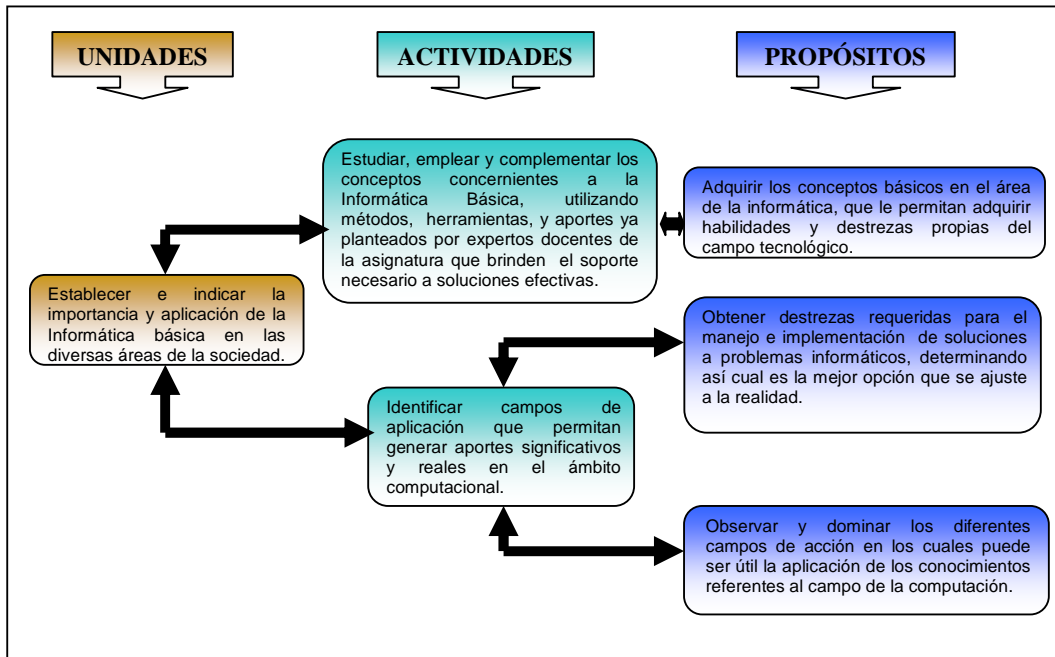 UNIDADES
ACTIVIDADES
PROPÓSITOS
Estudiar, emplear y complementar los
conceptos concernientes a la
Informática Básica, utilizando
métodos, herramientas, y aportes ya
planteados por expertos docentes de
la asignatura que brinden el soporte
necesario a soluciones efectivas.
Adquirir los conceptos básicos en el área
de la informática, que le permitan adquirir
habilidades y destrezas propias del
campo tecnológico.
Establecer e indicar la
importancia y aplicación de la
Informática básica en las
diversas áreas de la sociedad.
Obtener destrezas requeridas para el
manejo e implementación de soluciones
a problemas informáticos, determinando
así cual es la mejor opción que se ajuste
a la realidad.
Identificar campos de
aplicación que permitan
generar aportes significativos
y reales en el ámbito
computacional.
Observar y dominar los diferentes
campos de acción en los cuales puede
ser útil la aplicación de los conocimientos
referentes al campo de la computación.